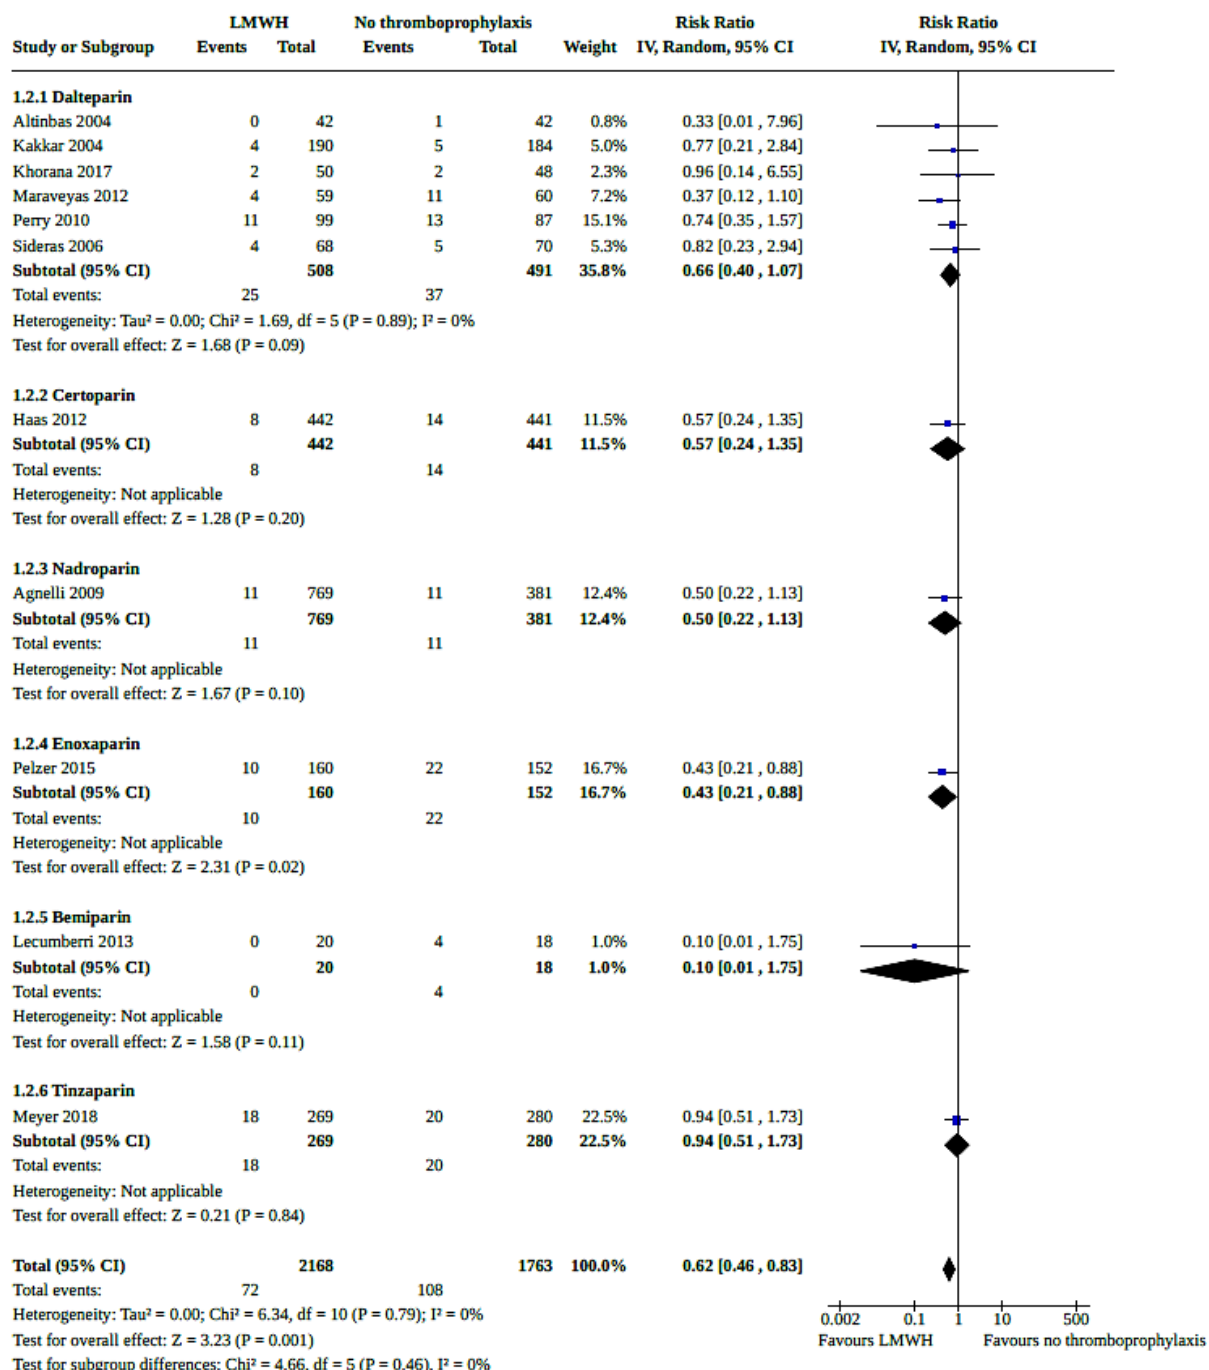 LMWH No thromboprophylaxis Risk Ratio Risk Ratio
Study or Subgroup Events Total Events Total Weight IV, Random, 95% CI IV, Random, 95% CI
1.2.1 Dalteparin
Altinbas 2004 0 42 1 42 0.8% 0.33 [0.01 , 7.96]
Kakkar 2004 4 190 5 184 5.0% 0.77 [0.21 , 2.84]
Khorana 2017 2 50 2 48 2.3% 0.96 [0.14 , 6.55]
Maraveyas 2012 4 59 11 60 7.2% 0.37 [0.12 , 1.10]
Perry 2010 11 99 13 87 15.1% 0.74 [0.35 , 1.57]
Sideras 2006 4 68 5 70 5.3% 0.82 [0.23 , 2.94]
Subtotal (95% CI) 508 491 35.8% 0.66 [0.40 , 1.07]
Total events: 25 37
Heterogeneity: Tau² = 0.00; Chi² = 1.69, df = 5 (P = 0.89); I² = 0%
Test for overall effect: Z = 1.68 (P = 0.09)
1.2.2 Certoparin
Haas 2012 8 442 14 441 11.5% 0.57 [0.24 , 1.35]
Subtotal (95% CI) 442 441 11.5% 0.57 [0.24 , 1.35]
Total events: 8 14
Heterogeneity: Not applicable
Test for overall effect: Z = 1.28 (P = 0.20)
1.2.3 Nadroparin
Agnelli 2009 11 769 11 381 12.4% 0.50 [0.22 , 1.13]
Subtotal (95% CI) 769 381 12.4% 0.50 [0.22 , 1.13]
Total events: 11 11
Heterogeneity: Not applicable
Test for overall effect: Z = 1.67 (P = 0.10)
1.2.4 Enoxaparin
Pelzer 2015 10 160 22 152 16.7% 0.43 [0.21 , 0.88]
Subtotal (95% CI) 160 152 16.7% 0.43 [0.21 , 0.88]
Total events: 10 22
Heterogeneity: Not applicable
Test for overall effect: Z = 2.31 (P = 0.02)
1.2.5 Bemiparin
Lecumberri 2013 0 20 4 18 1.0% 0.10 [0.01 , 1.75]
Subtotal (95% CI) 20 18 1.0% 0.10 [0.01 , 1.75]
Total events: 0 4
Heterogeneity: Not applicable
Test for overall effect: Z = 1.58 (P = 0.11)
1.2.6 Tinzaparin
Meyer 2018 18 269 20 280 22.5% 0.94 [0.51 , 1.73]
Subtotal (95% CI) 269 280 22.5% 0.94 [0.51 , 1.73]
Total events: 18 20
Heterogeneity: Not applicable
Test for overall effect: Z = 0.21 (P = 0.84)
Total (95% CI) 2168 1763 100.0% 0.62 [0.46 , 0.83]
Total events: 72 108
Heterogeneity: Tau² = 0.00; Chi² = 6.34, df = 10 (P = 0.79); I² = 0%
0.002 0.1 1 10 500
Test for overall effect: Z = 3.23 (P = 0.001)
Favours LMWH Favours no thromboprophylaxis
Test for subgroup differences: Chi² = 4.66, df = 5 (P = 0.46), I² = 0%